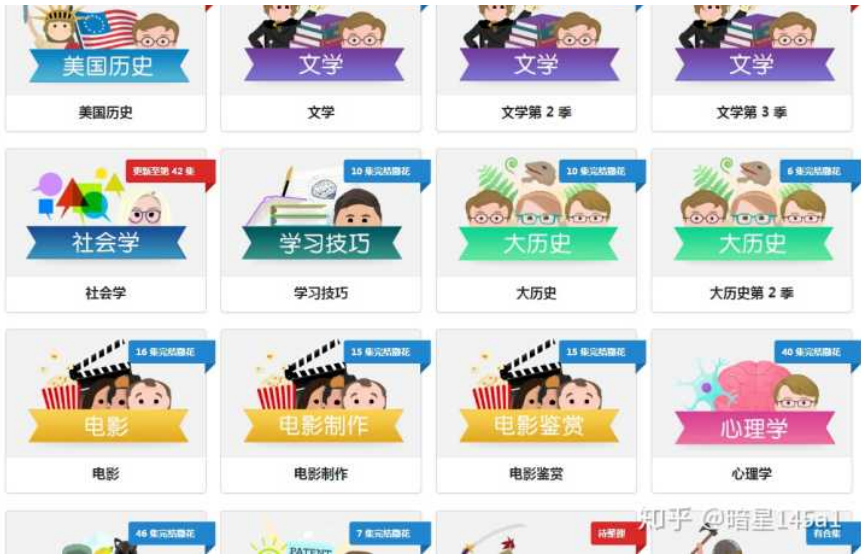 美国历史
文学
文学
文学
美国历史
文学
文学第 2 季
文学第 3 季
更新至第 42 集
10 集完结撒花
10 集完结撒花
6 集完结撒花
社会学
学习技巧
大历史
大历史
社会学
学习技巧
大历史
大历史第 2 季
16 集完结撒花
15 集完结撒花
15 集完结撒花
40 集完结撒花
电影
电影制作
电影鉴赏
心理学
电影
电影制作
电影鉴赏
心理学
46 集完结撒花
7 集完结撒花
待整理
有合集
PATENT
知乎 @暗星145a1